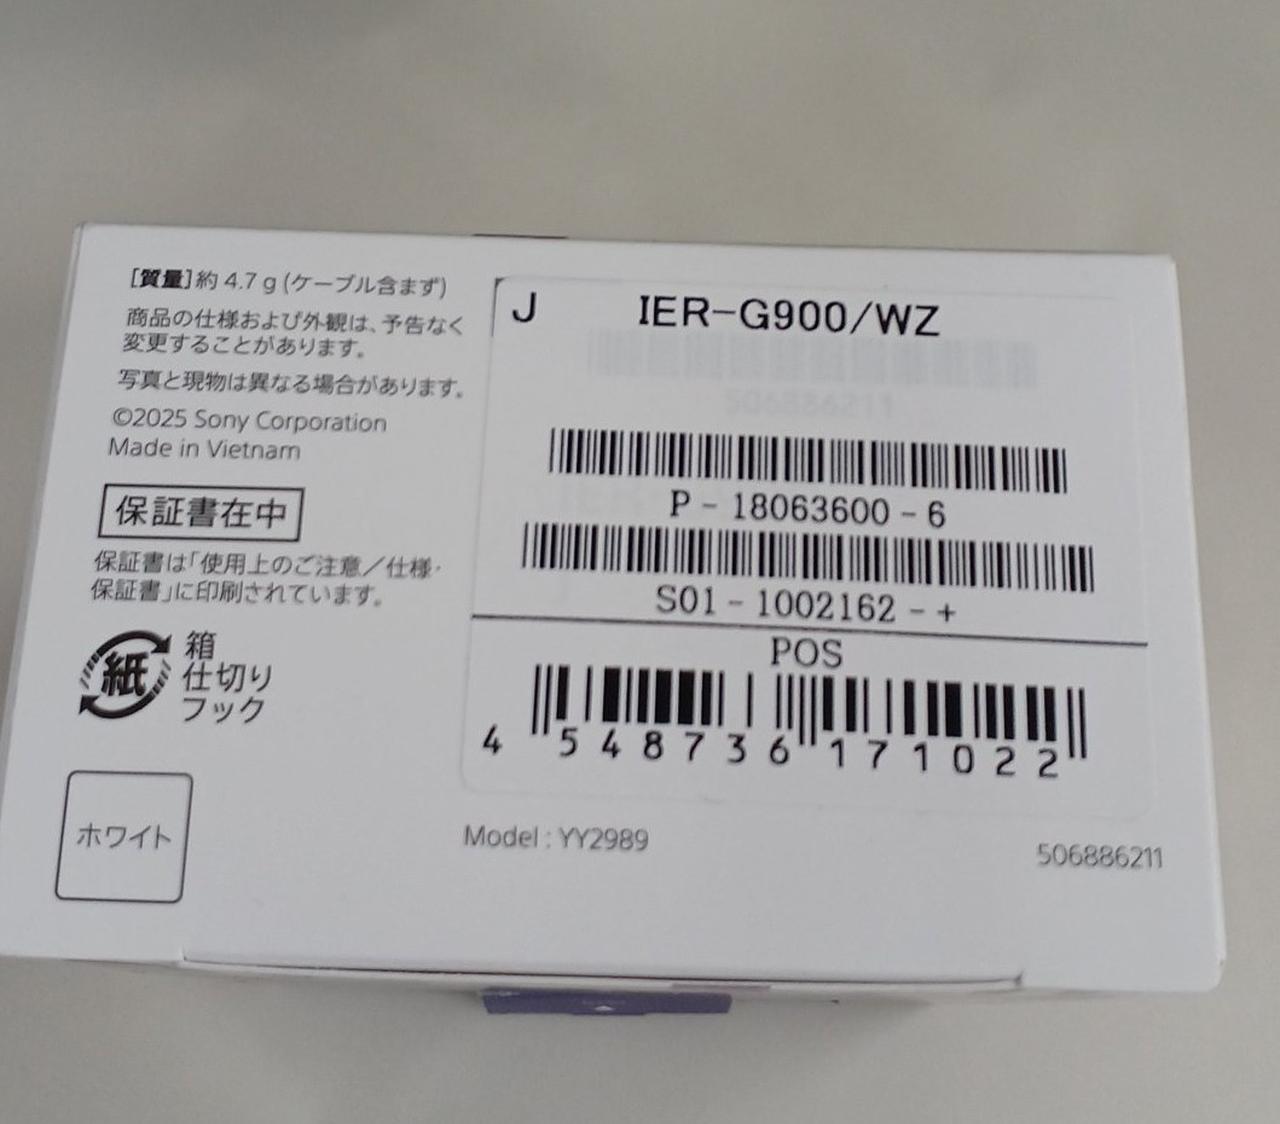 [質量]約 4.7 g (ケーブル含まず)
商品の仕様および外観は、予告なく
変更することがあります。
写真と現物は異なる場合があります。
©2025 Sony Corporation
Made in Vietnam
保証書在中
保証書は「使用上のご注意/仕様・
保証書」に印刷されています。
紙
箱
仕切り
フック
ホワイト
J IER-G900/WZ
506886211
P - 18063600 - 6
S01 - 1002162 - +
POS
4 548736 171022
Model : YY2989
506886211